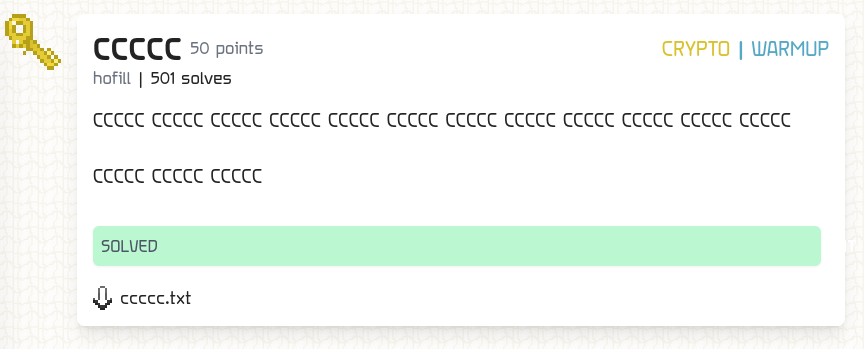 CCCCC 50 points
CRYPTO | WARMUP
hofill | 501 solves
CCCCC CCCCC CCCCC CCCCC CCCCC CCCCC CCCCC CCCCC CCCCC CCCCC CCCCC CCCCC
CCCCC CCCCC CCCCC
SOLVED
ccccc.txt